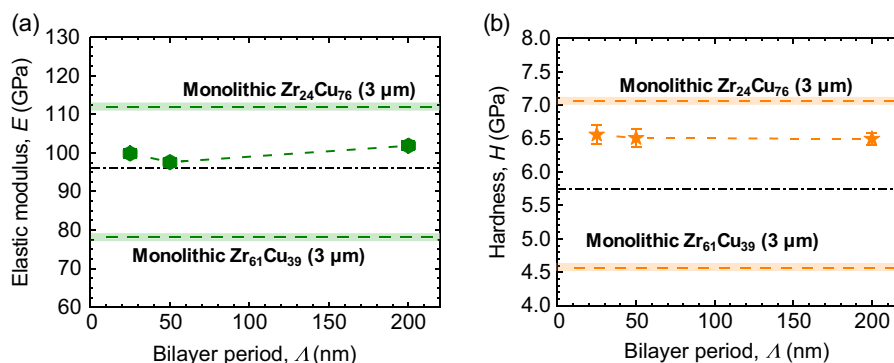 (a)
130
120
110
100
90
80
70
60
Elastic modulus, E (GPa)
Monolithic Zr24Cu76 (3 μm)
Monolithic Zr61Cu39 (3 μm)
0 50 100 150 200
Bilayer period, Λ (nm)
(b)
8.0
7.5
7.0
6.5
6.0
5.5
5.0
4.5
4.0
Hardness, H (GPa)
Monolithic Zr24Cu76 (3 μm)
Monolithic Zr61Cu39 (3 μm)
0 50 100 150 200
Bilayer period, Λ (nm)